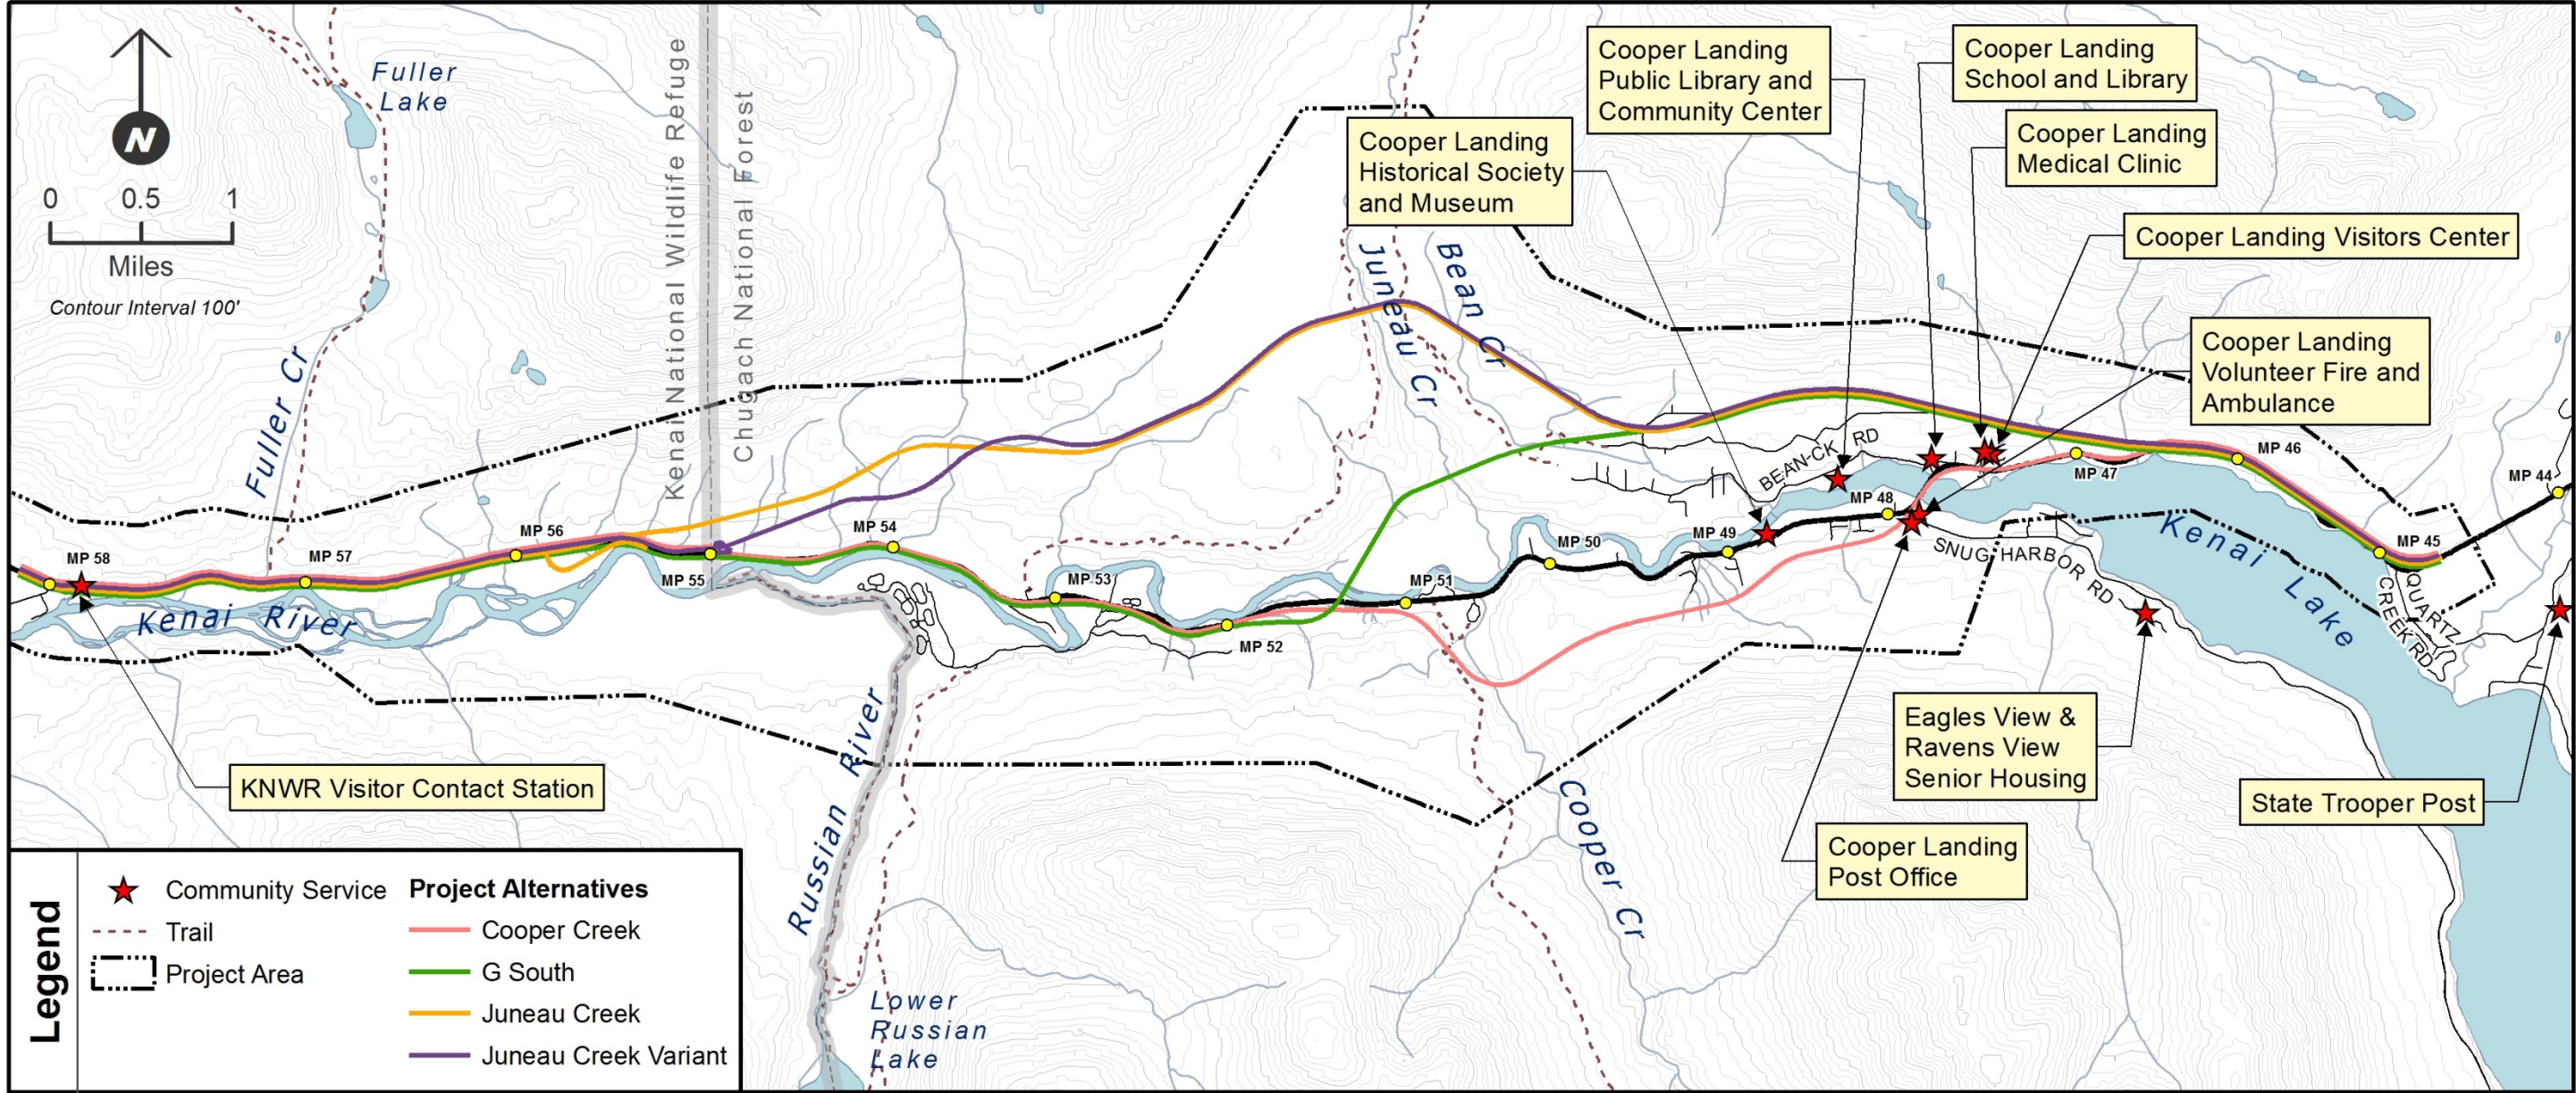 Fuller
Lake
N
0 0.5 1
Miles
Contour Interval 100'
Fuller Cr
Kenai National Wildlife Refuge
Chugach National Forest
Cooper Landing
Historical Society
and Museum
Cooper Landing
Public Library and
Community Center
Cooper Landing
School and Library
Cooper Landing
Medical Clinic
Cooper Landing Visitors Center
Cooper Landing
Volunteer Fire and
Ambulance
Juneau Cr
Bean Cr
BEAN CK RD
MP 58
MP 57
MP 56
MP 55
MP 54
MP 53
MP 52
MP 51
MP 50
MP 49
MP 48
MP 47
MP 46
MP 45
MP 44
Kenai River
SNUG HARBOR RD
Kenai Lake
QUARTZ
CREEK RD
Russian River
Cooper Cr
KNWR Visitor Contact Station
Eagles View &
Ravens View
Senior Housing
State Trooper Post
Cooper Landing
Post Office
Russian River
Lower
Russian
Lake
Legend
Community Service
Trail
Project Area
Project Alternatives
Cooper Creek
G South
Juneau Creek
Juneau Creek Variant